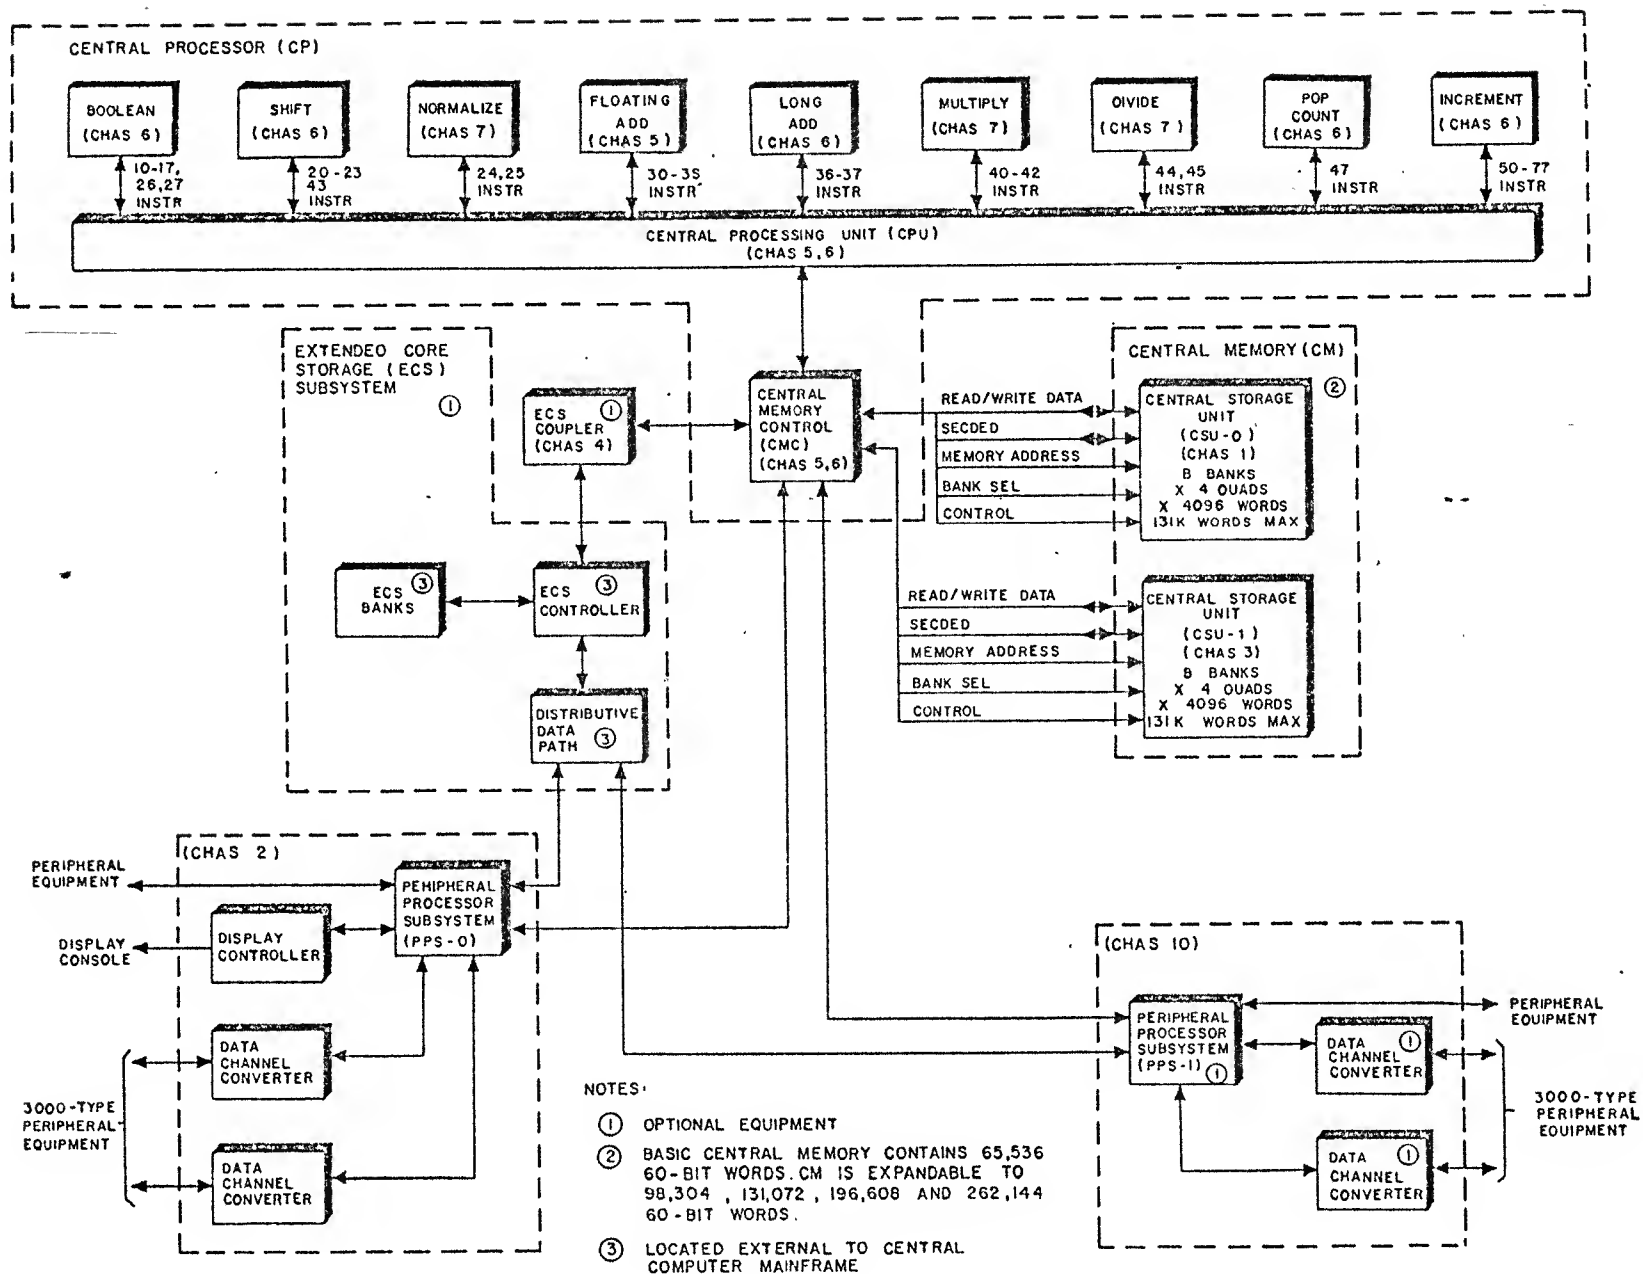 CENTRAL PROCESSOR (CP)
BOOLEAN
(CHAS 6)
SHIFT
(CHAS 6)
NORMALIZE
(CHAS 7)
FLOATING
ADD
(CHAS 5)
LONG
ADD
(CHAS 6)
MULTIPLY
(CHAS 7)
OIVIDE
(CHAS 7)
POP
COUNT
(CHAS 6)
INCREMENT
(CHAS 6)
10-17,
26,27
INSTR
20-23
43
INSTR
24,25
INSTR
30-35
INSTR
36-37
INSTR
40-42
INSTR
44,45
INSTR
47
INSTR
50-77
INSTR
CENTRAL PROCESSING UNIT (CPU)
(CHAS 5,6)
EXTENDEO CORE
STORAGE (ECS)
SUBSYSTEM
①
ECS ①
COUPLER
(CHAS 4)
CENTRAL
MEMORY
CONTROL
(CMC)
(CHAS 5,6)
CENTRAL MEMORY (CM)
②
READ/WRITE DATA
SECDED
MEMORY ADDRESS
BANK SEL
CONTROL
CENTRAL STORAGE
UNIT
(CSU-0)
(CHAS 1)
8 BANKS
X 4 QUADS
X 4096 WORDS
131K WORDS MAX
READ/WRITE DATA
SECDED
MEMORY ADDRESS
BANK SEL
CONTROL
CENTRAL STORAGE
UNIT
(CSU-1)
(CHAS 3)
8 BANKS
X 4 QUADS
X 4096 WORDS
131K WORDS MAX
ECS ③
BANKS
ECS ③
CONTROLLER
DISTRIBUTIVE
DATA
PATH ③
(CHAS 2)
PERIPHERAL
EQUIPMENT
PEHIPHERAL
PROCESSOR
SUBSYSTEM
(PPS-0)
DISPLAY
CONSOLE
DISPLAY
CONTROLLER
DATA
CHANNEL
CONVERTER
3000-TYPE
PERIPHERAL
EQUIPMENT
DATA
CHANNEL
CONVERTER
(CHAS 10)
PERIPHERAL
PROCESSOR
SUBSYSTEM
(PPS-1) ①
PERIPHERAL
EQUIPMENT
DATA ①
CHANNEL
CONVERTER
3000-TYPE
PERIPHERAL
EQUIPMENT
DATA ①
CHANNEL
CONVERTER
NOTES:
① OPTIONAL EQUIPMENT
② BASIC CENTRAL MEMORY CONTAINS 65,536
60-BIT WORDS. CM IS EXPANDABLE TO
98,304 , 131,072 , 196,608 AND 262,144
60-BIT WORDS.
③ LOCATED EXTERNAL TO CENTRAL
COMPUTER MAINFRAME